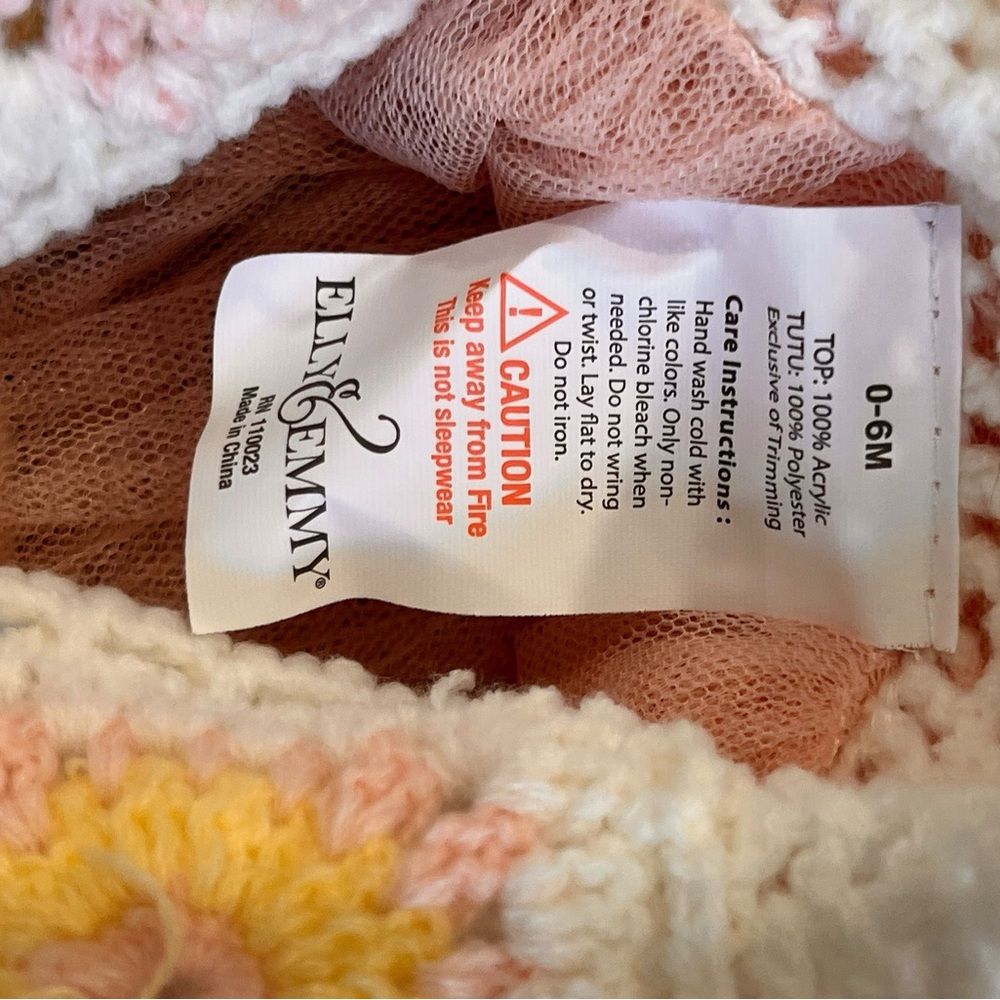 0-6M
TOP: 100% Acrylic
TUTU: 100% Polyester
Exclusive of Trimming
Care Instructions :
Hand wash cold with
like colors. Only non-
chlorine bleach when
needed. Do not wring
or twist. Lay flat to dry.
Do not iron.
CAUTION
Keep away from Fire
This is not sleepwear
ELLY & EMMY®
RN 110023
Made in China